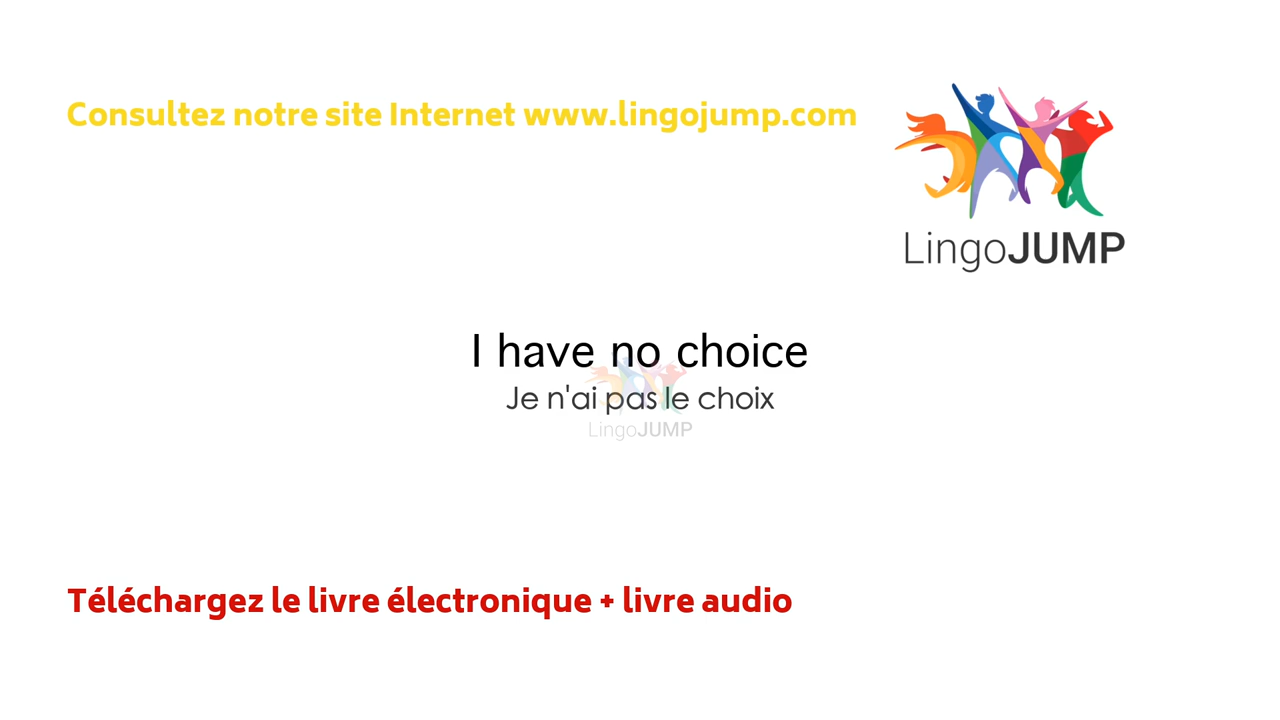 Consultez notre site Internet www.lingojump.com
LingoJUMP
I have no choice
Je n'ai pas le choix
LingoJUMP
Téléchargez le livre électronique + livre audio